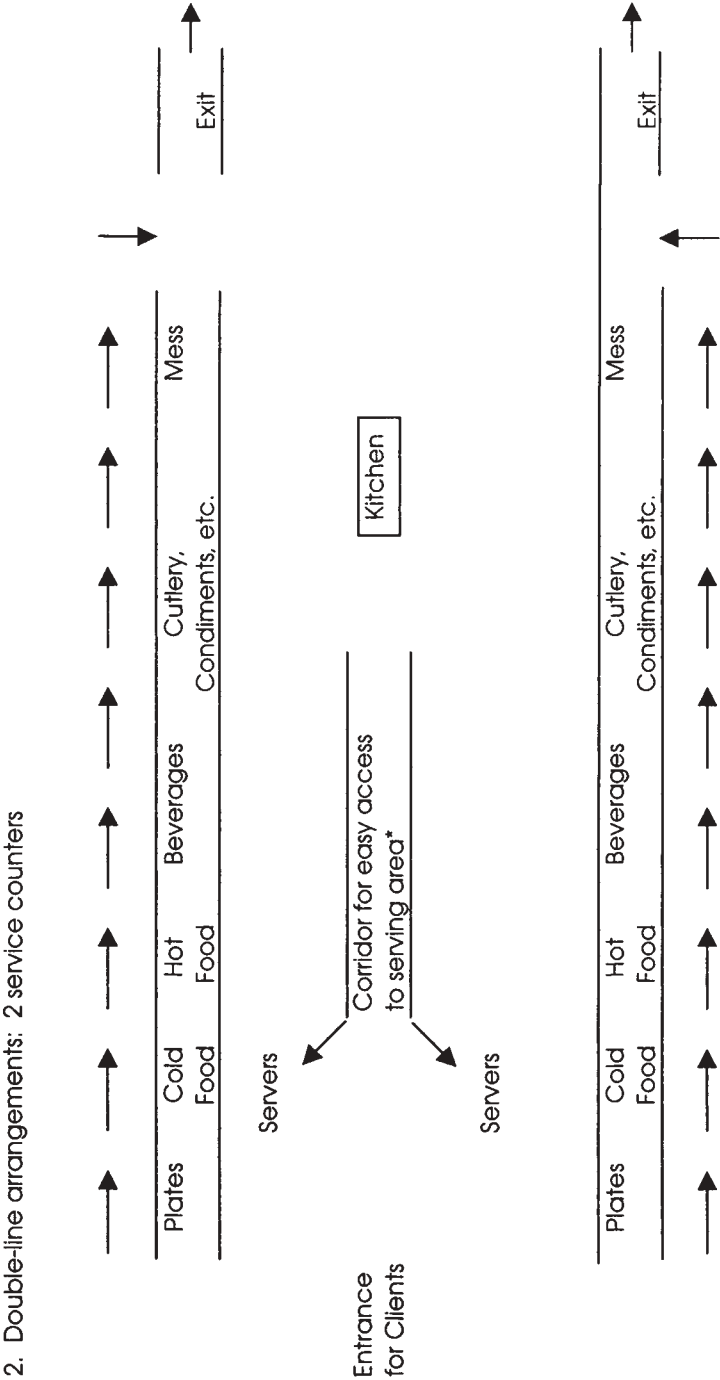 2. Double-line arrangements: 2 service counters
Plates
Cold
Food
Hot
Food
Beverages
Cutlery,
Condiments, etc.
Mess
Exit
Servers
Entrance
for Clients
Corridor for easy access
to serving area*
Kitchen
Servers
Plates
Cold
Food
Hot
Food
Beverages
Cutlery,
Condiments, etc.
Mess
Exit